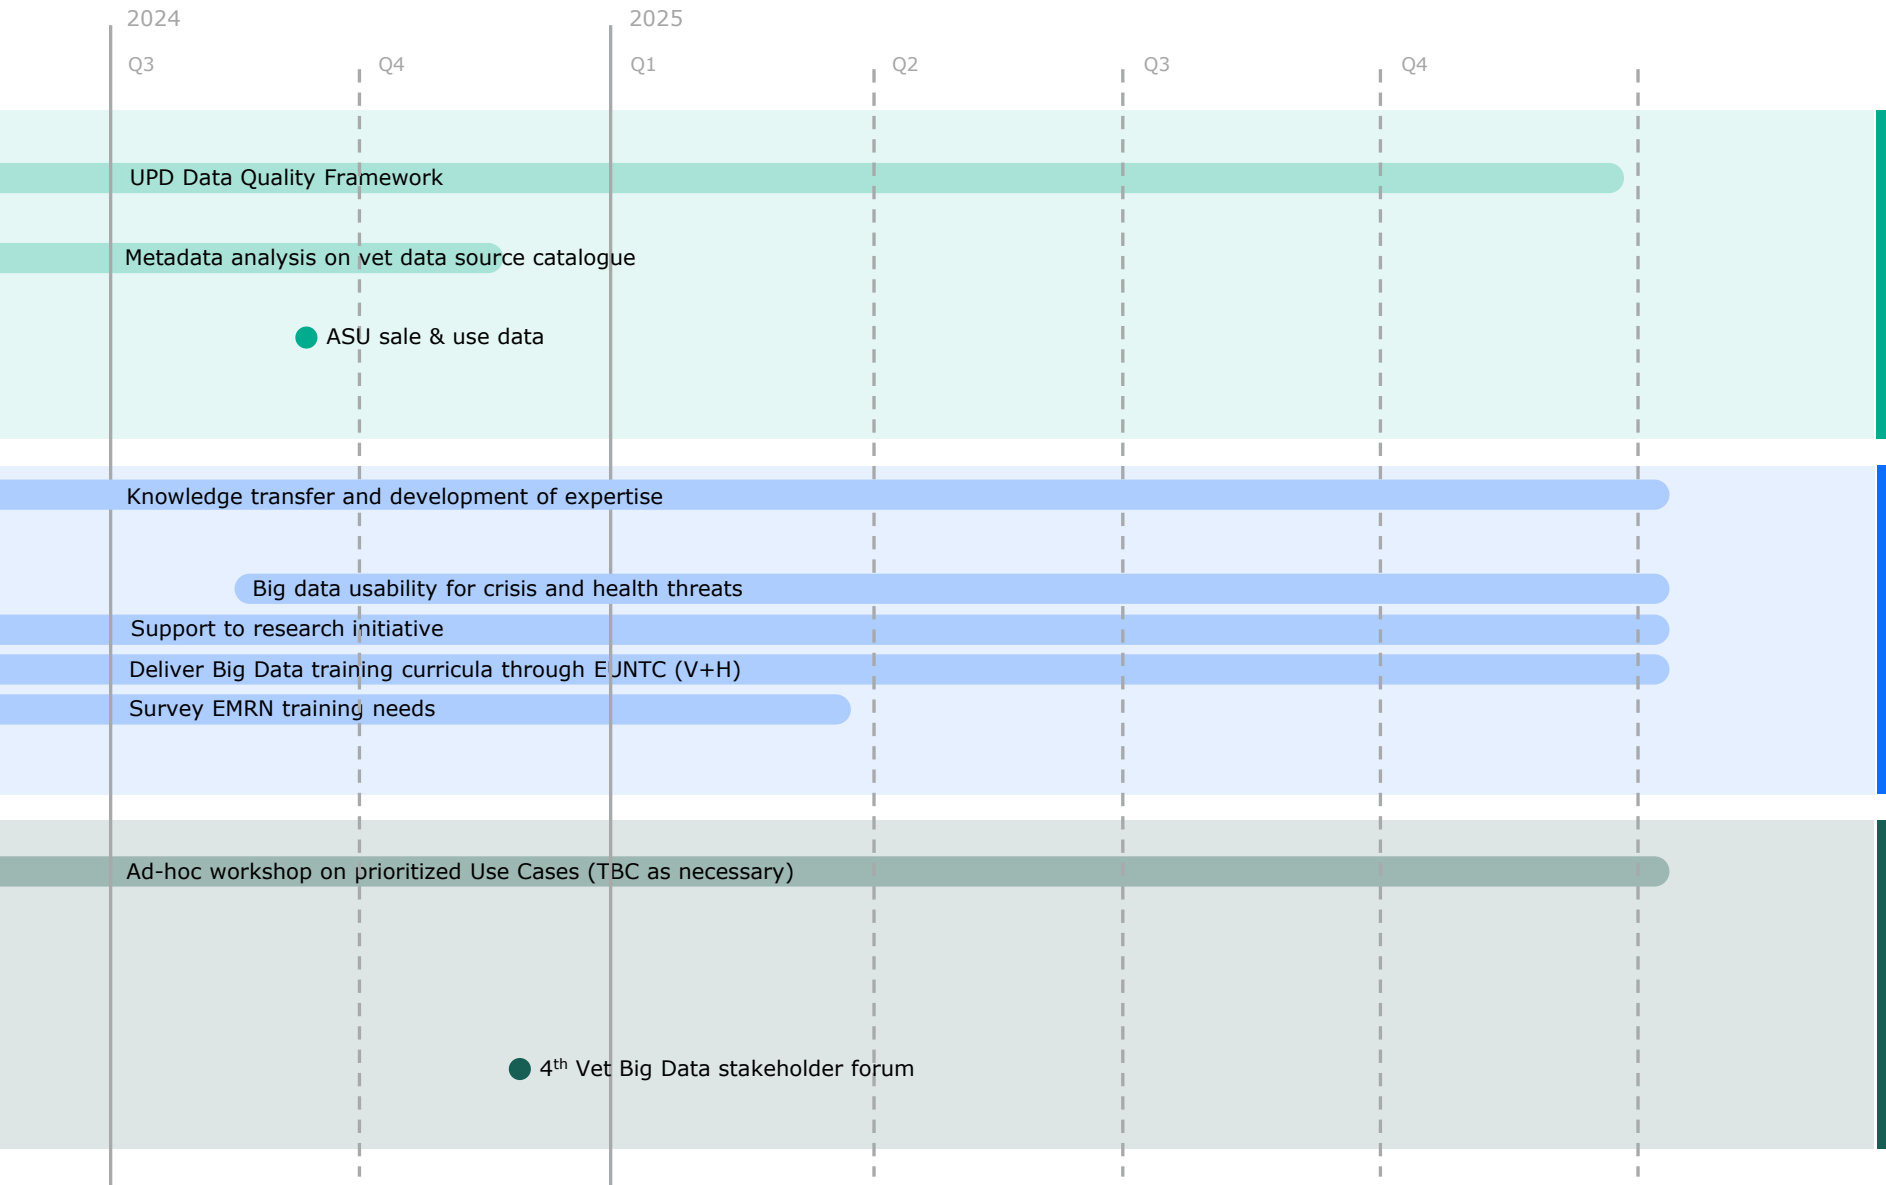 2024
2025
Q3
Q4
Q1
Q2
Q3
Q4
UPD Data Quality Framework
Metadata analysis on vet data source catalogue
ASU sale & use data
Knowledge transfer and development of expertise
Big data usability for crisis and health threats
Support to research initiative
Deliver Big Data training curricula through EUNTC (V+H)
Survey EMRN training needs
Ad-hoc workshop on prioritized Use Cases (TBC as necessary)
4th Vet Big Data stakeholder forum